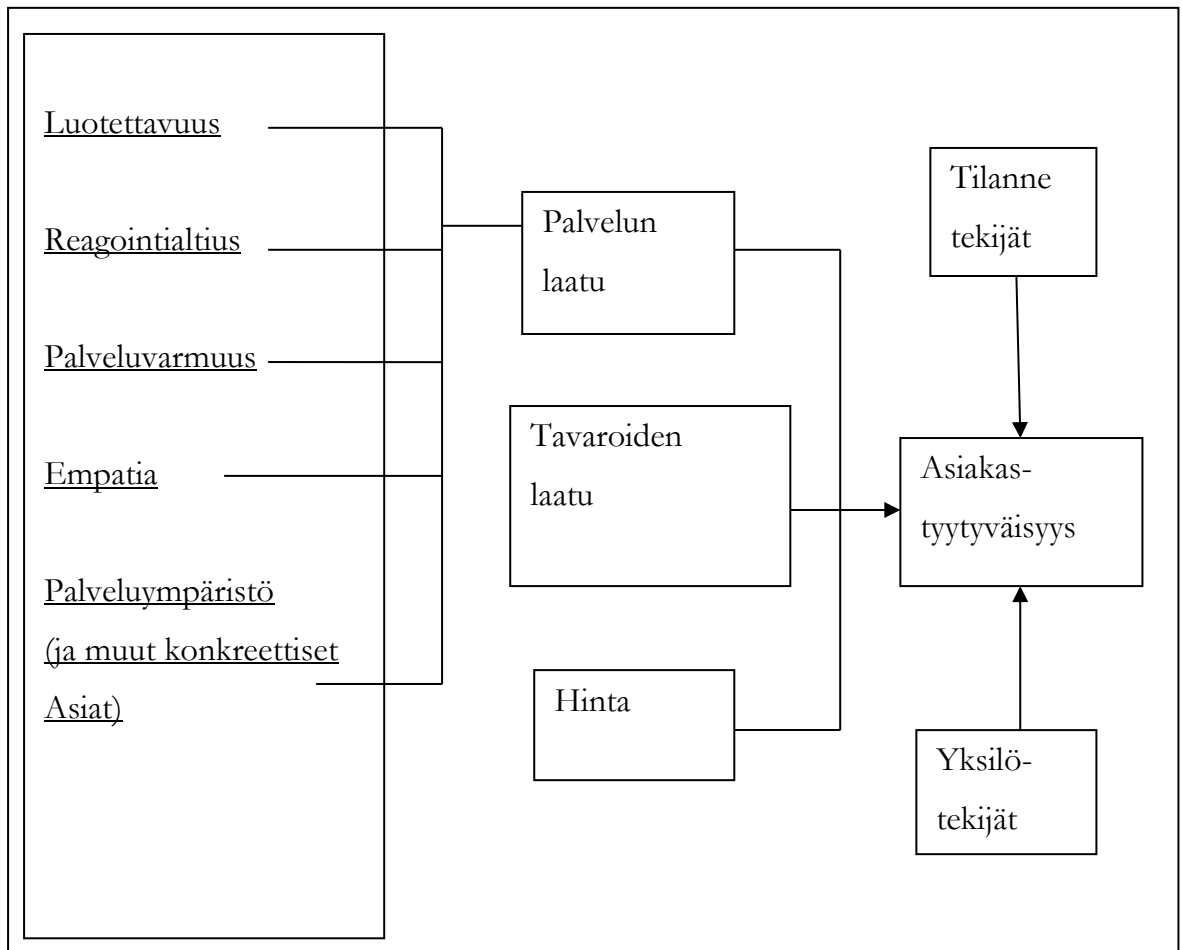 Luotettavuus
Reagointialtius
Palveluvarmuus
Empatia
Palveluympäristö
(ja muut konkreettiset
Asiat)
Palvelun
laatu
Tavaroiden
laatu
Hinta
Tilanne
tekijät
Asiakas-
tyytyväisyys
Yksilö-
tekijät